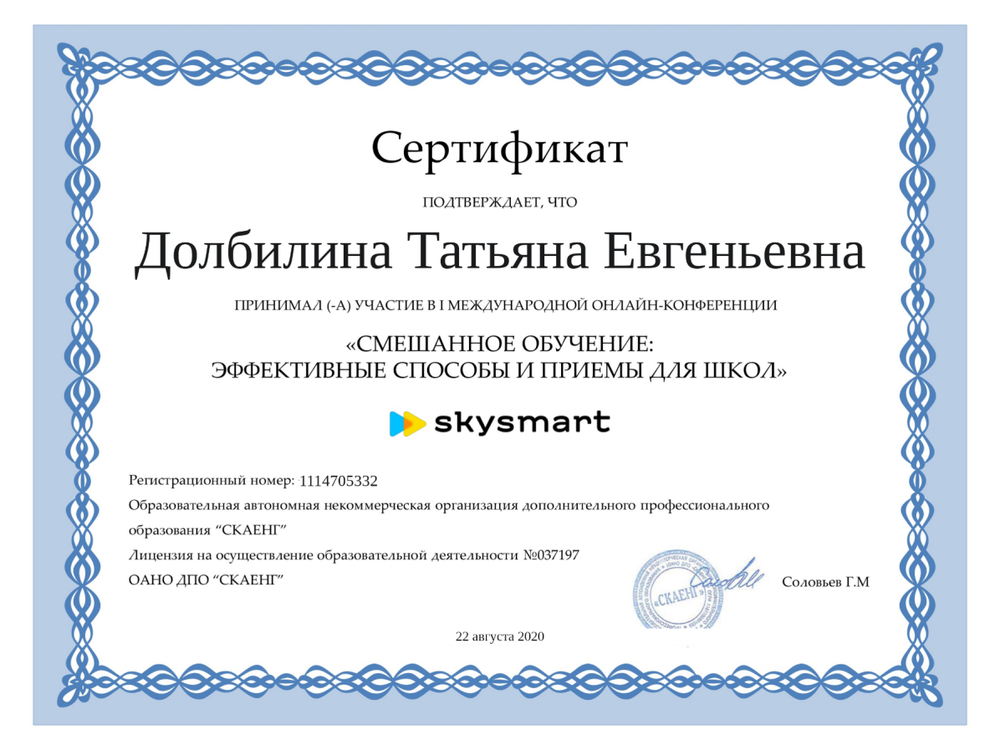 Сертификат
ПОДТВЕРЖДАЕТ, ЧТО
Долбилина Татьяна Евгеньевна
ПРИНИМАЛ (-А) УЧАСТИЕ В I МЕЖДУНАРОДНОЙ ОНЛАЙН-КОНФЕРЕНЦИИ
«СМЕШАННОЕ ОБУЧЕНИЕ:
ЭФФЕКТИВНЫЕ СПОСОБЫ И ПРИЕМЫ ДЛЯ ШКОЛ»
skysmart
Регистрационный номер: 1114705332
Образовательная автономная некоммерческая организация дополнительного профессионального
образования “СКАЕНГ”
Лицензия на осуществление образовательной деятельности №037197
ОАНО ДПО “СКАЕНГ”
«СКАЕНГ»
Соловьев Г.М
22 августа 2020